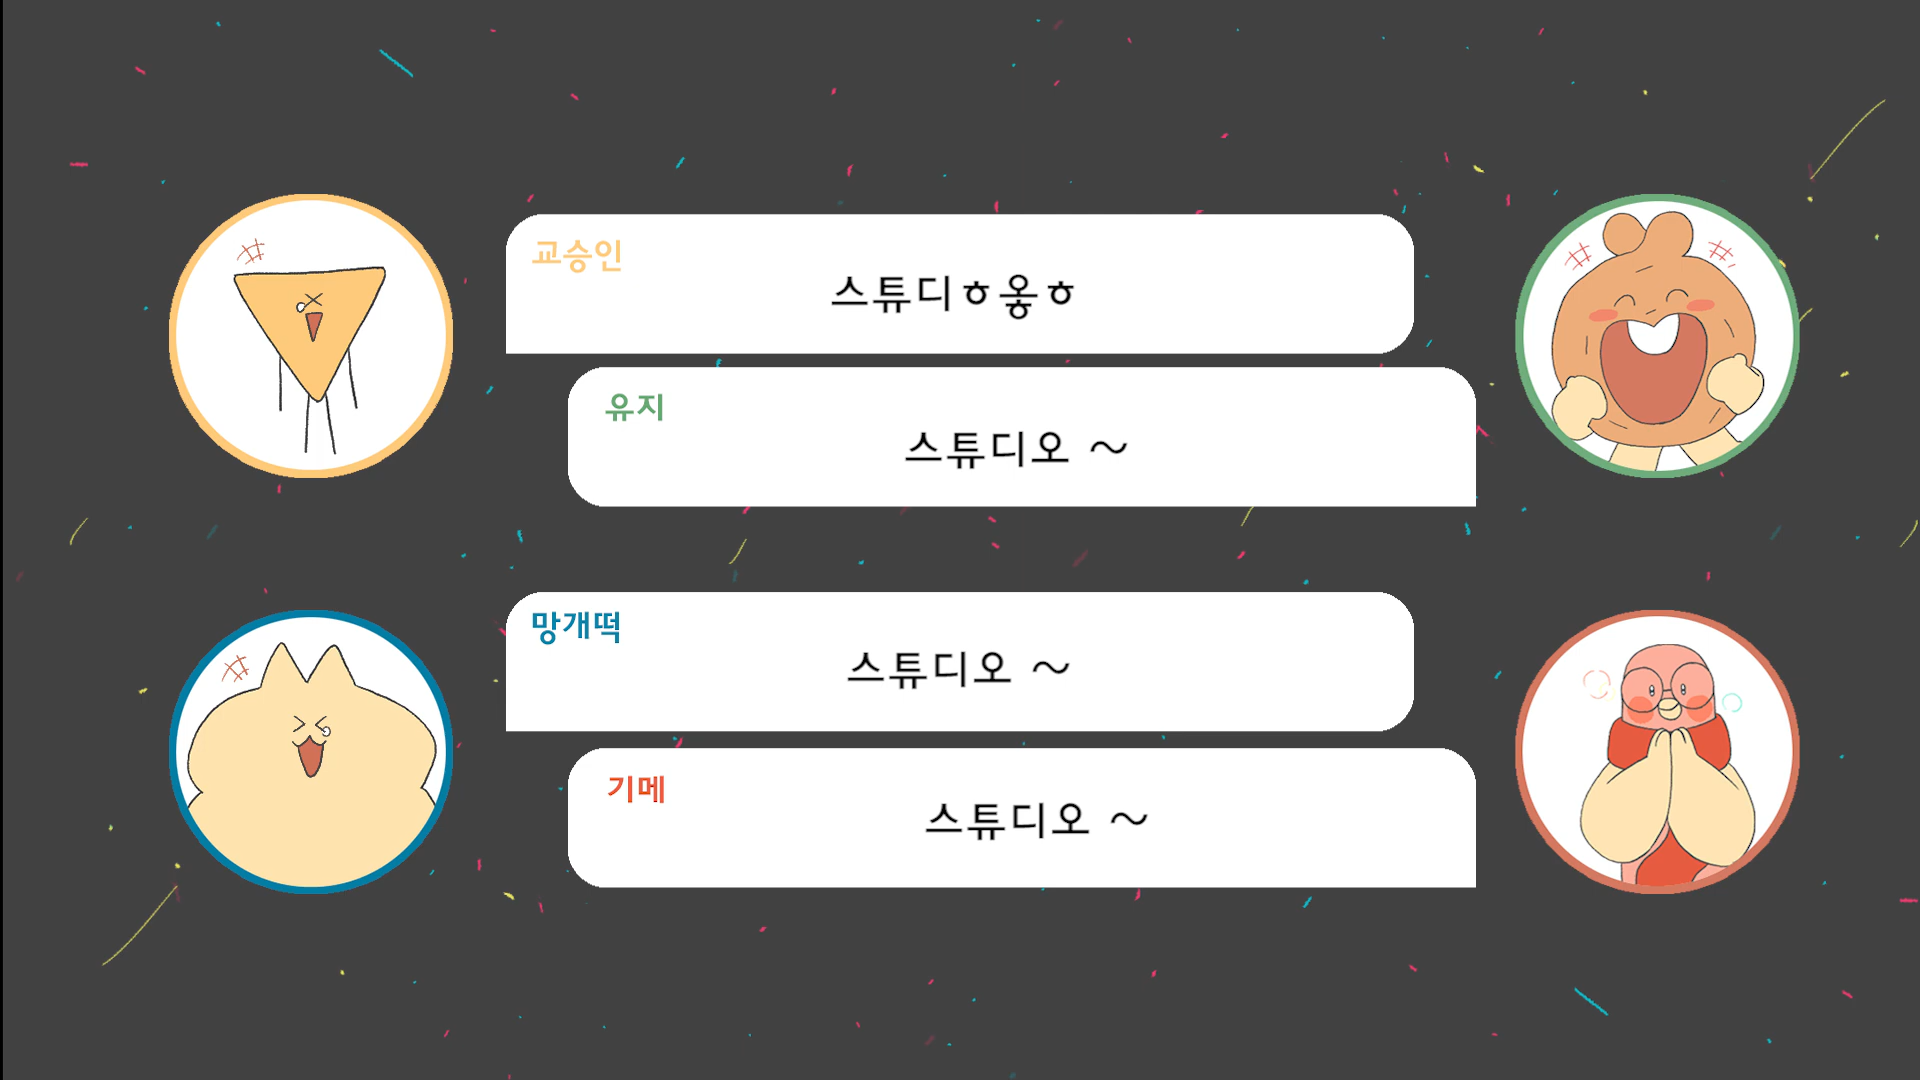 교승인
스튜디ㅎ옹ㅎ
유지
스튜디오 ~
망개떡
스튜디오 ~
기메
스튜디오 ~